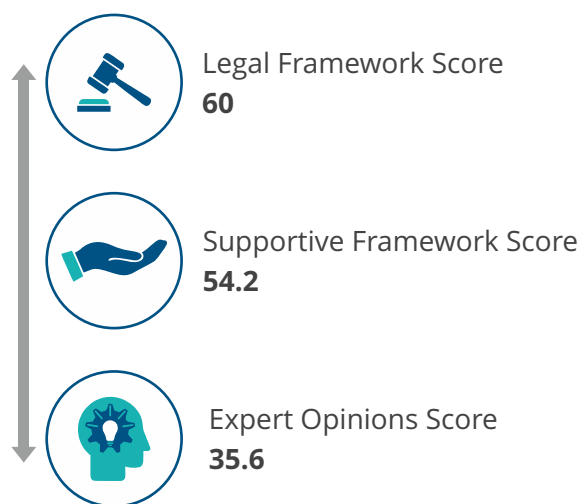 Legal Framework Score
60
Supportive Framework Score
54.2
Expert Opinions Score
35.6